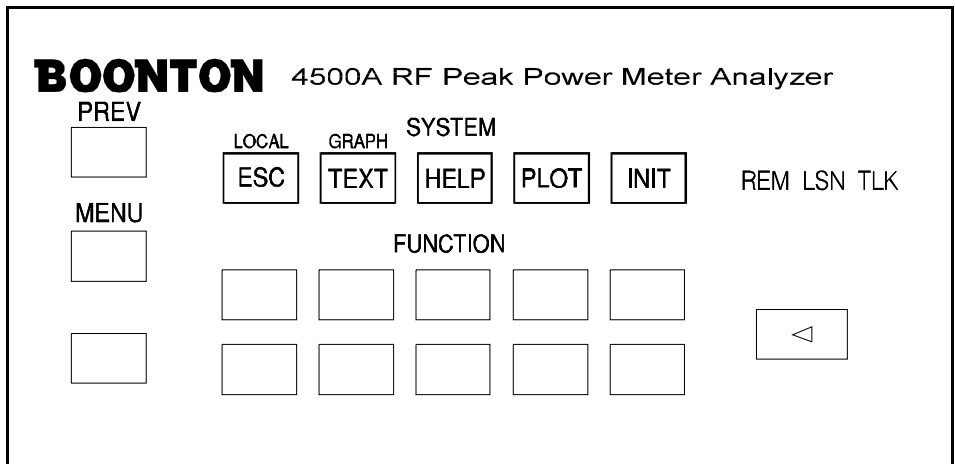 BOONTON 4500A RF Peak Power Meter Analyzer
PREV
SYSTEM
LOCAL GRAPH
ESC TEXT HELP PLOT INIT
REM LSN TLK
MENU
FUNCTION